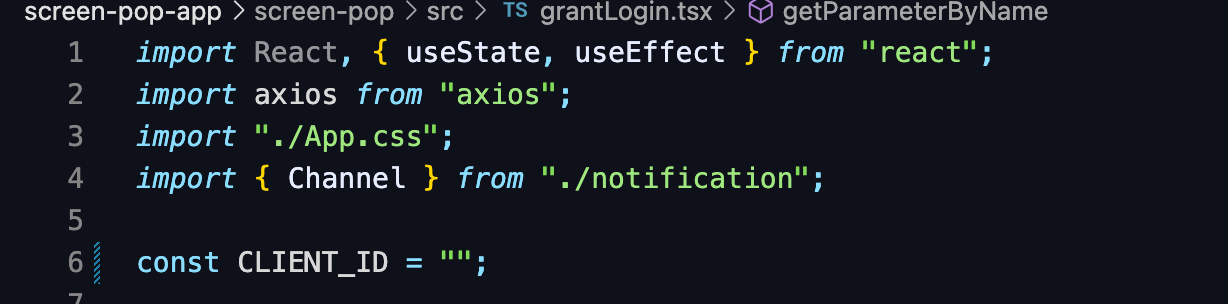 screen-pop-app > screen-pop > src > TS grantLogin.tsx > getParameterByName
1 import React, { useState, useEffect } from "react";
2 import axios from "axios";
3 import "./App.css";
4 import { Channel } from "./notification";
5
6 const CLIENT_ID = "";
7